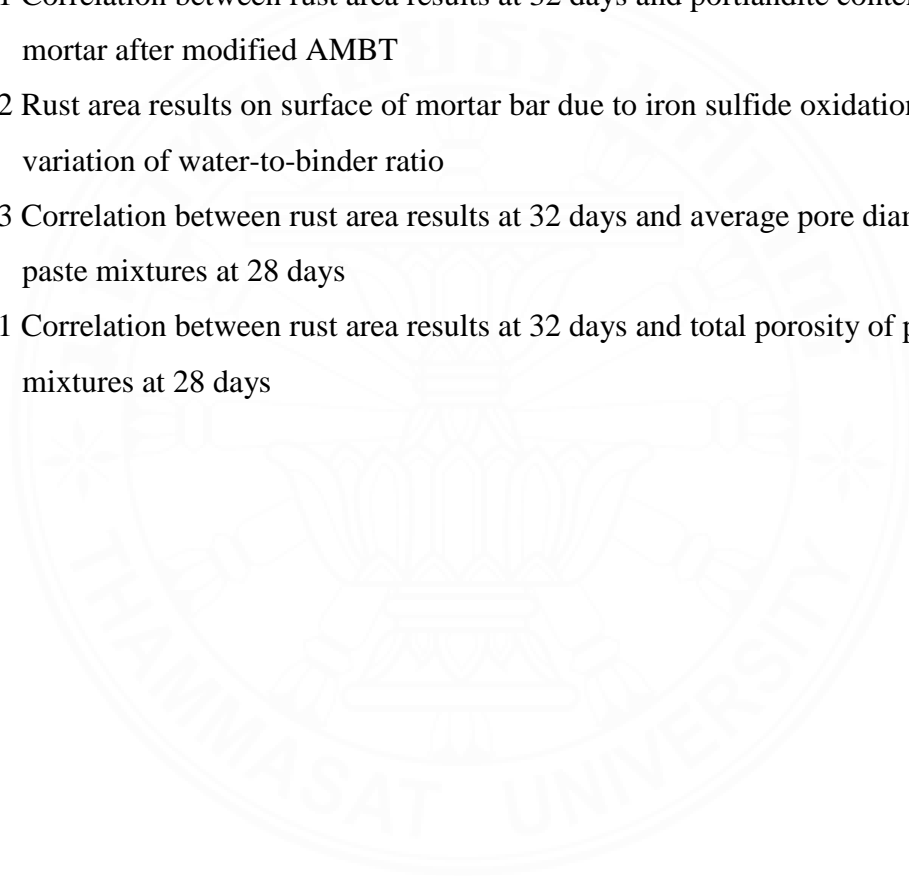 1 Correlation between rust area results at 32 days and portlandite
mortar after modified AMBT
2 Rust area results on surface of mortar bar due to iron sulfide oxidation
variation of water-to-binder ratio
3 Correlation between rust area results at 32 days and average pore
paste mixtures at 28 days
1 Correlation between rust area results at 32 days and total porosity of
mixtures at 28 days
THAMMASAT UNIVERSITY